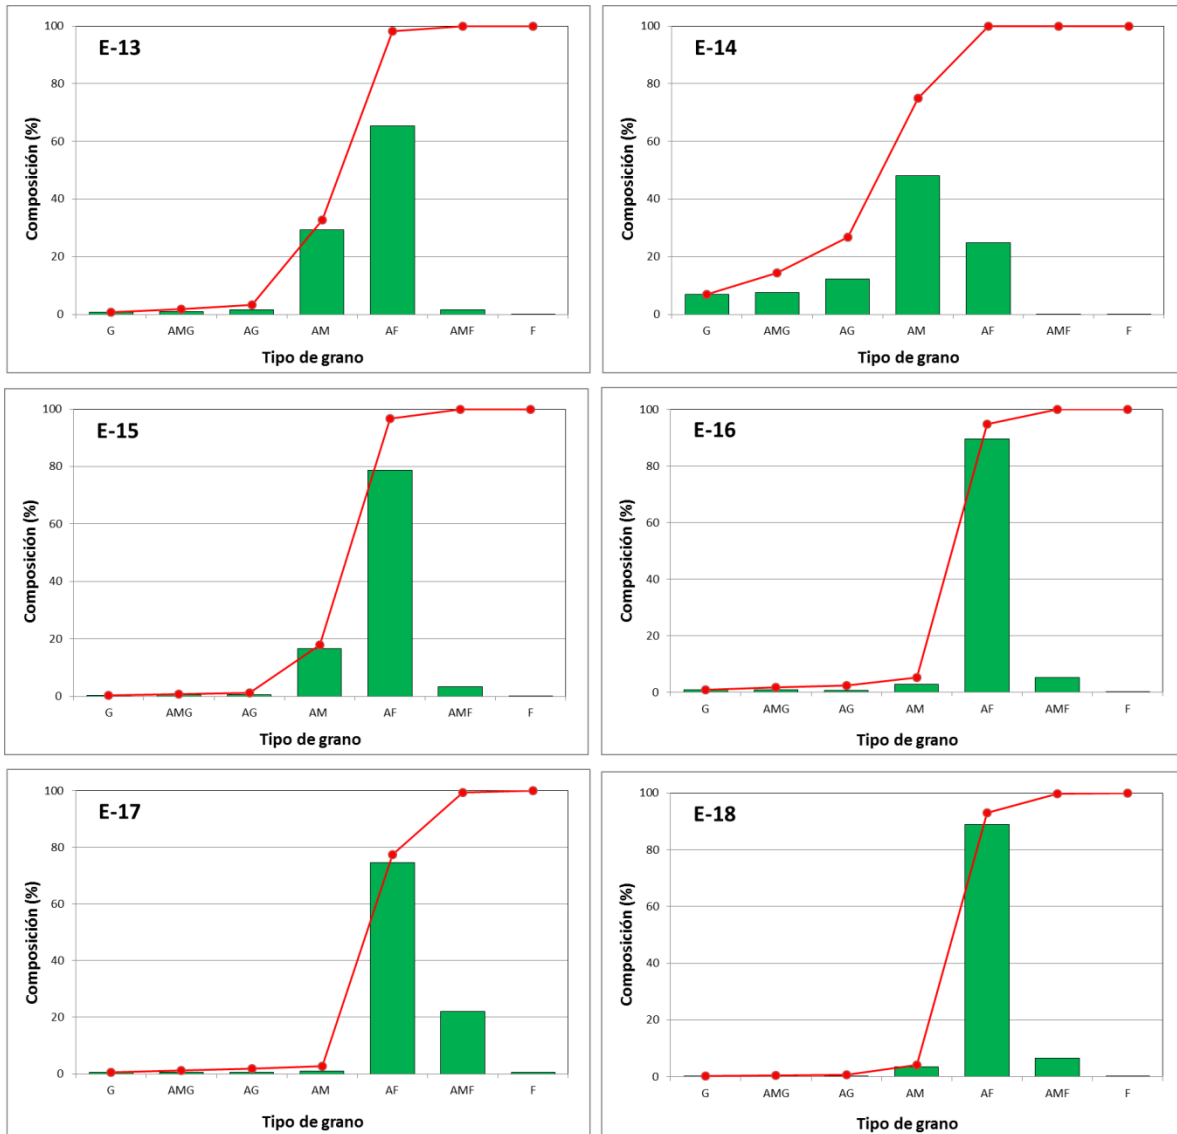 E-13
Composición (%)
100
80
60
40
20
0
G AMG AG AM AF AMF F
Tipo de grano
E-14
Composición (%)
100
80
60
40
20
0
G AMG AG AM AF AMF F
Tipo de grano
E-15
Composición (%)
100
80
60
40
20
0
G AMG AG AM AF AMF F
Tipo de grano
E-16
Composición (%)
100
80
60
40
20
0
G AMG AG AM AF AMF F
Tipo de grano
E-17
Composición (%)
100
80
60
40
20
0
G AMG AG AM AF AMF F
Tipo de grano
E-18
Composición (%)
100
80
60
40
20
0
G AMG AG AM AF AMF F
Tipo de grano